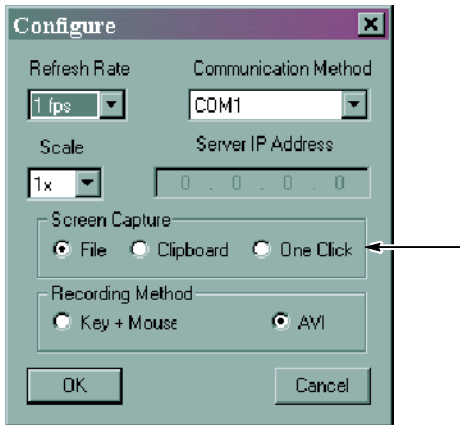 Configure
Refresh Rate
Communication Method
1 fps
COM1
Scale
Server IP Address
1x
0 . 0 . 0 . 0
Screen Capture
File
Clipboard
One Click
Recording Method
Key + Mouse
AVI
OK
Cancel